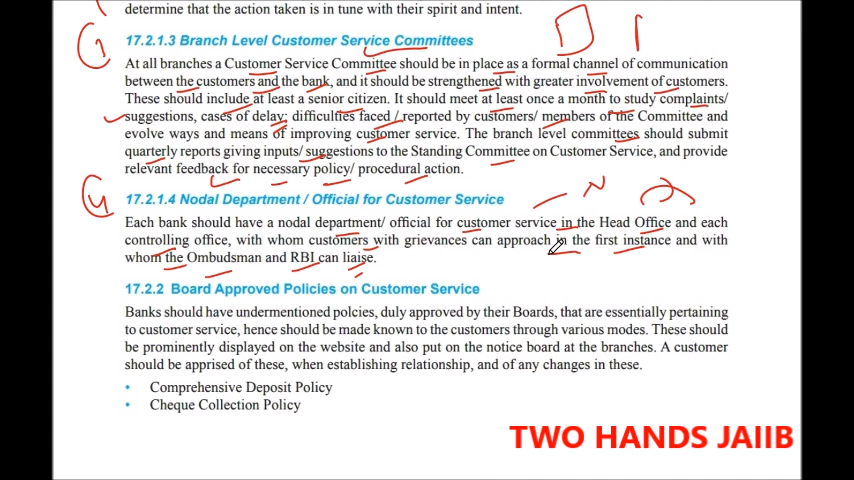 determine that the action taken is in tune with their spirit and intent.
3
17.2.1.3 Branch Level Customer Service Committees
At all branches a Customer Service Committee should be in place as a formal channel of communication
between the customers and the bank, and it should be strengthened with greater involvement of customers.
These should include at least a senior citizen. It should meet at least once a month to study complaints/
suggestions, cases of delay; difficulties faced / reported by customers/ members of the Committee and
evolve ways and means of improving customer service. The branch level committees should submit
quarterly reports giving inputs/ suggestions to the Standing Committee on Customer Service, and provide
relevant feedback for necessary policy/ procedural action.
4
17.2.1.4 Nodal Department / Official for Customer Service
N
Each bank should have a nodal department/ official for customer service in the Head Office and each
controlling office, with whom customers with grievances can approach in the first instance and with
whom the Ombudsman and RBI can liaise.
17.2.2 Board Approved Policies on Customer Service
Banks should have undermentioned polcies, duly approved by their Boards, that are essentially pertaining
to customer service, hence should be made known to the customers through various modes. These should
be prominently displayed on the website and also put on the notice board at the branches. A customer
should be apprised of these, when establishing relationship, and of any changes in these.
• Comprehensive Deposit Policy
• Cheque Collection Policy
TWO HANDS JAIIB